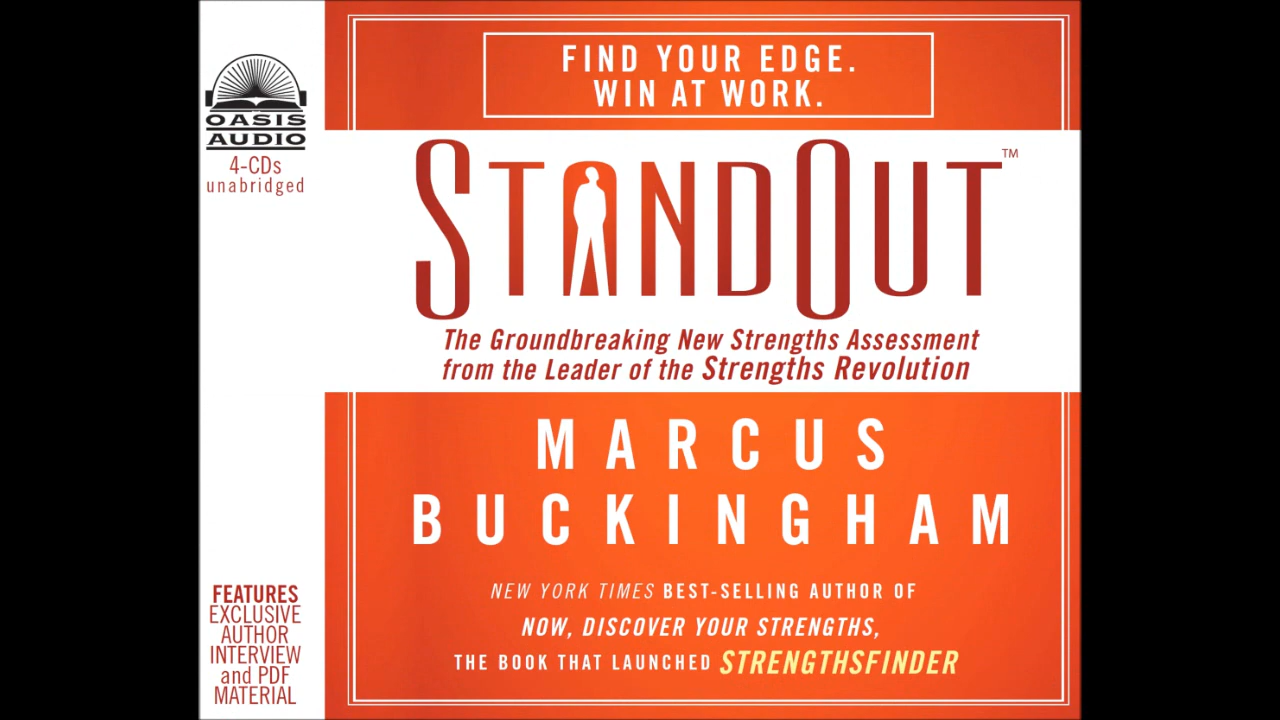 OASIS
AUDIO
4-CDs
unabridged
FIND YOUR EDGE.
WIN AT WORK.
STANDOUT™
The Groundbreaking New Strengths Assessment
from the Leader of the Strengths Revolution
MARCUS
BUCKINGHAM
NEW YORK TIMES BEST-SELLING AUTHOR OF
NOW, DISCOVER YOUR STRENGTHS,
THE BOOK THAT LAUNCHED STRENGTHSFINDER
FEATURES
EXCLUSIVE
AUTHOR
INTERVIEW
and PDF
MATERIAL